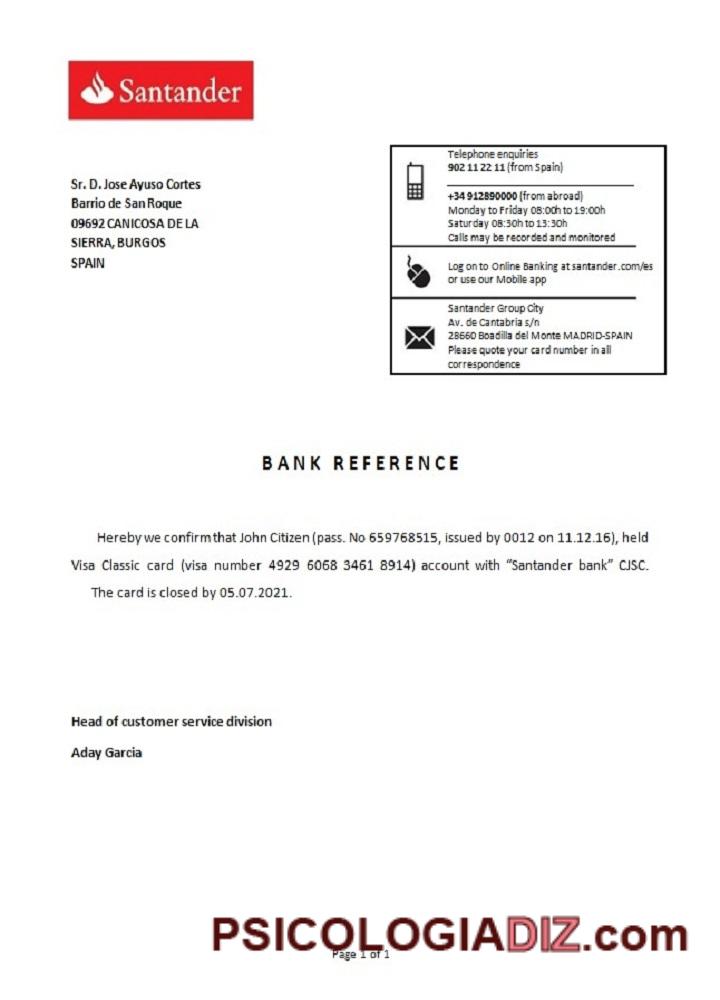 Santander
Sr. D. Jose Ayuso Cortes
Barrio de San Roque
09692 CANICOSA DE LA
SIERRA, BURGOS
SPAIN
Telephone enquiries
902 11 22 11 (from Spain)
+34 912890000 (from abroad)
Monday to Friday 08:00h to 19:00h
Saturday 08:30h to 13:30h
Calls may be recorded and monitored
Log on to Online Banking at santander.com/es
or use our Mobile app
Santander Group City
Av. de Cantabria s/n
28660 Boadilla del Monte MADRID-SPAIN
Please quote your card number in all
correspondence
BANK REFERENCE
Hereby we confirm that John Citizen (pass. No 659768515, issued by 0012 on 11.12.16), held
Visa Classic card (visa number 4929 6068 3461 8914) account with “Santander bank” CJSC.
The card is closed by 05.07.2021.
Head of customer service division
Aday Garcia
PSICOLOGIADIZ.com
Page 1 of 1